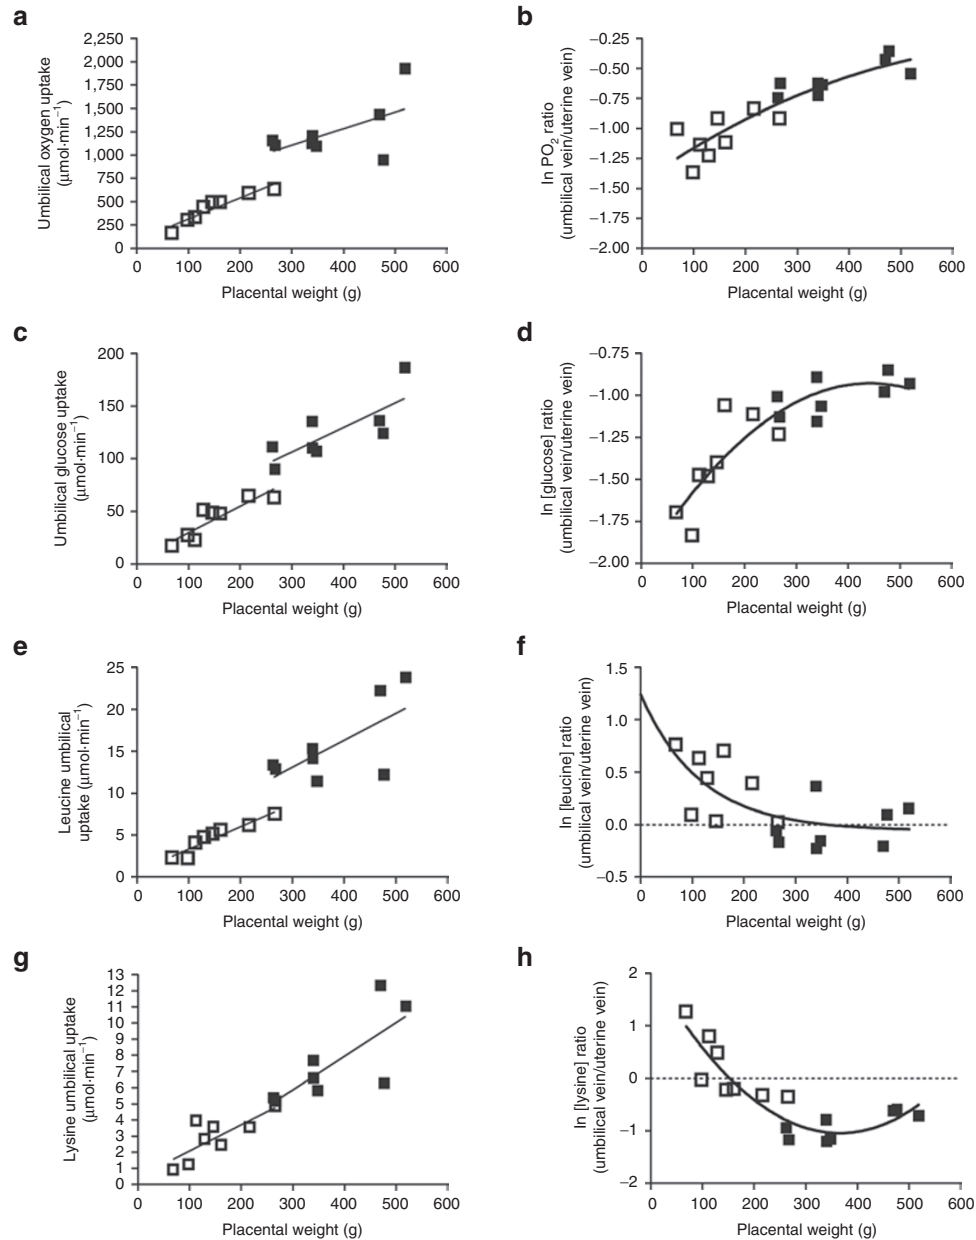 a
Umbilical oxygen uptake
(μmol·min⁻¹)
2,250
2,000
1,750
1,500
1,250
1,000
750
500
250
0
0 100 200 300 400 500 600
Placental weight (g)
b
ln PO₂ ratio
(umbilical vein/uterine vein)
−0.25
−0.50
−0.75
−1.00
−1.25
−1.50
−1.75
−2.00
0 100 200 300 400 500 600
Placental weight (g)
c
Umbilical glucose uptake
(μmol·min⁻¹)
200
150
100
50
0
0 100 200 300 400 500 600
Placental weight (g)
d
ln [glucose] ratio
(umbilical vein/uterine vein)
−0.75
−1.00
−1.25
−1.50
−1.75
−2.00
0 100 200 300 400 500 600
Placental weight (g)
e
Leucine umbilical
uptake (μmol·min⁻¹)
25
20
15
10
5
0
0 100 200 300 400 500 600
Placental weight (g)
f
ln [leucine] ratio
(umbilical vein/uterine vein)
1.5
1.0
0.5
0.0
−0.5
0 100 200 300 400 500 600
Placental weight (g)
g
Lysine umbilical uptake
(μmol·min⁻¹)
13
12
11
10
9
8
7
6
5
4
3
2
1
0
0 100 200 300 400 500 600
Placental weight (g)
h
ln [lysine] ratio
(umbilical vein/uterine vein)
2
1
0
−1
−2
0 100 200 300 400 500 600
Placental weight (g)